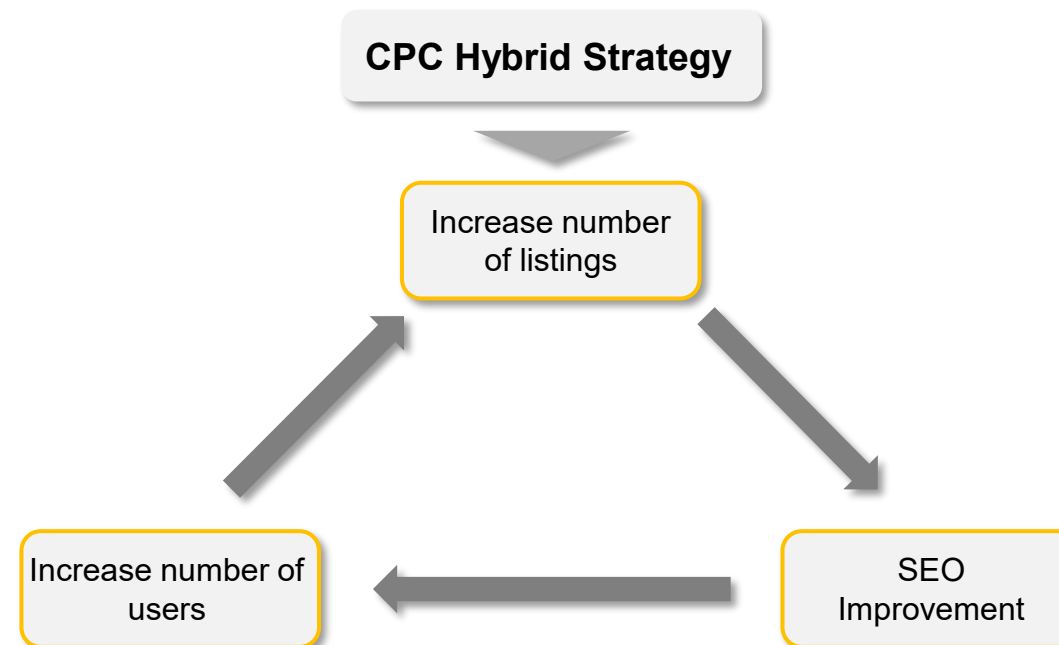 CPC Hybrid Strategy
Increase number
of listings
Increase number of
users
SEO
Improvement